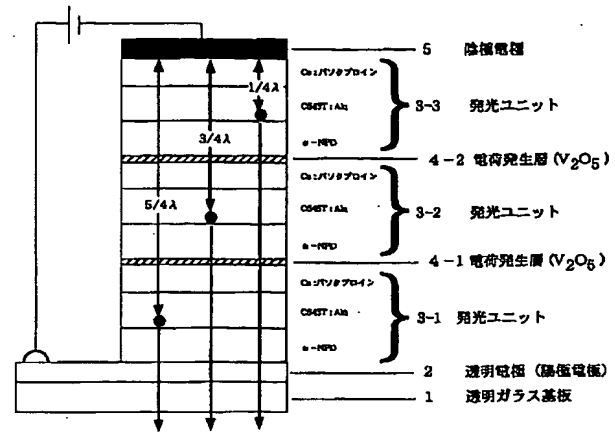 5 陰極電極
Cs:バソクプロイン
1/4λ
C545T:Alq
3-3 発光ユニット
3/4λ
α-NPD
4-2 電荷発生層(V₂O₅)
Cs:バソクプロイン
5/4λ
C545T:Alq
3-2 発光ユニット
α-NPD
4-1 電荷発生層(V₂O₅)
Cs:バソクプロイン
C545T:Alq
3-1 発光ユニット
α-NPD
2 透明電極(陽極電極)
1 透明ガラス基板